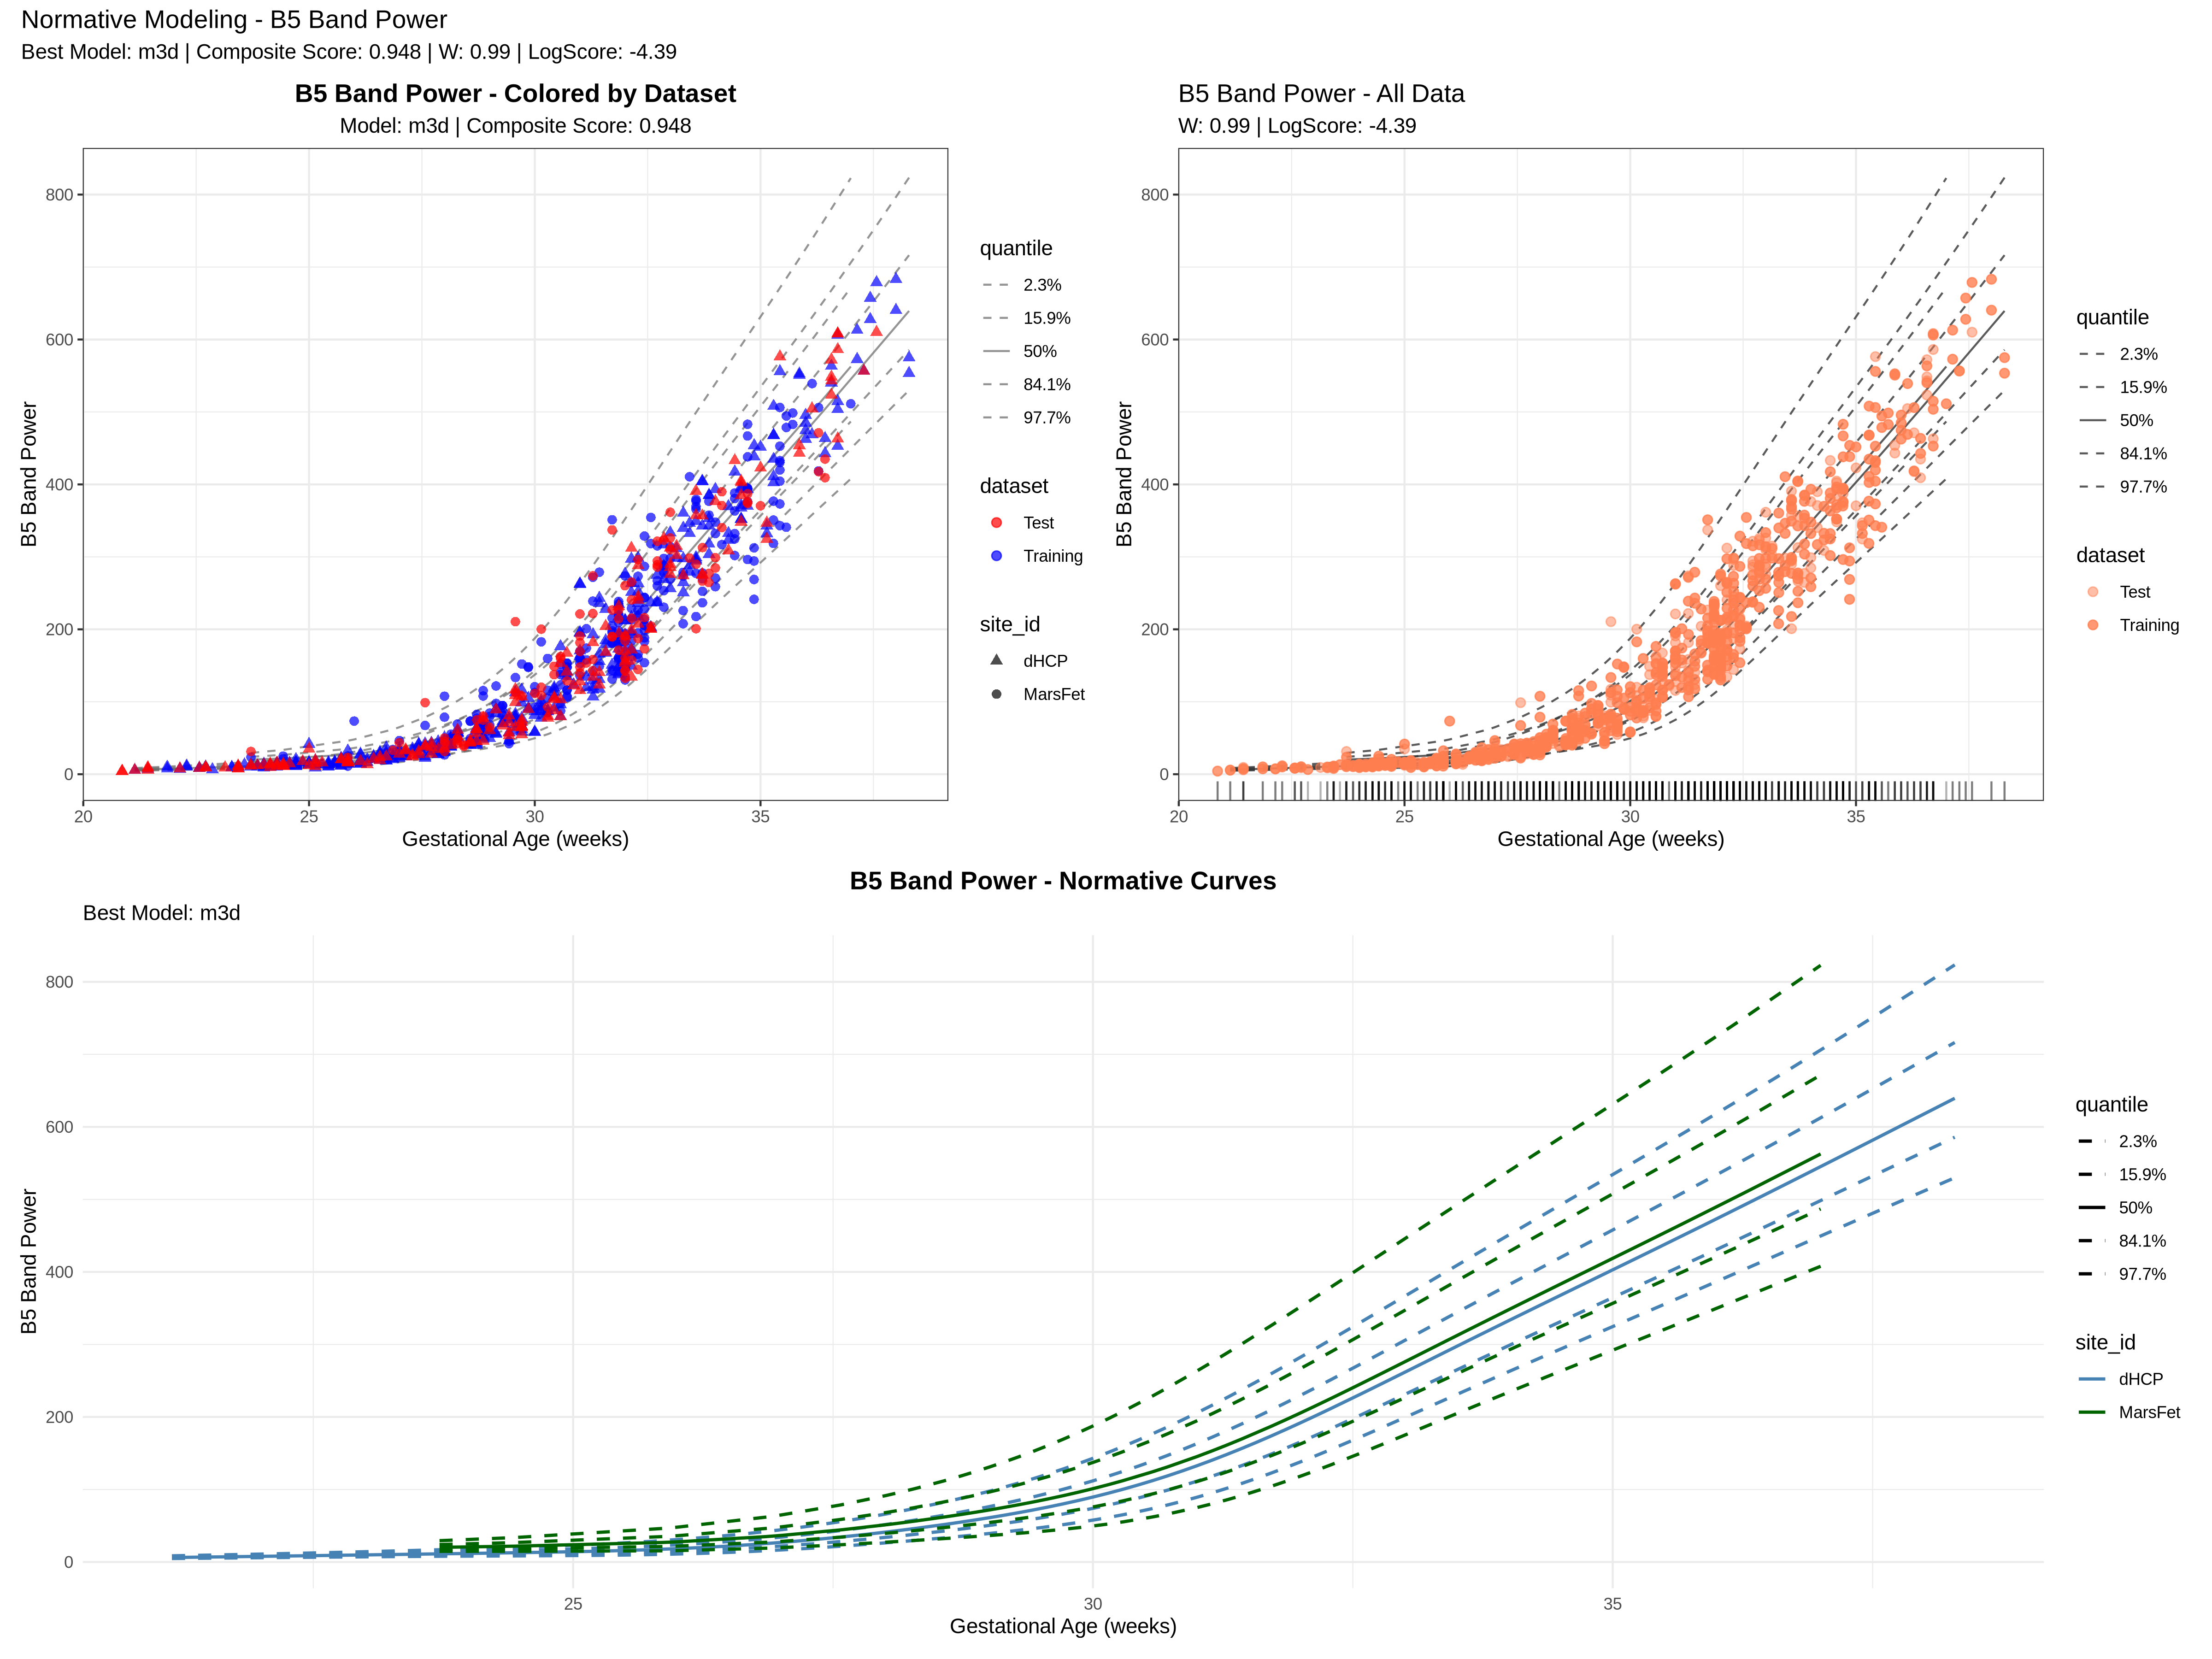 Normative Modeling - B5 Band Power
Best Model: m3d | Composite Score: 0.948 | W: 0.99 | LogScore: -4.39
B5 Band Power - Colored by Dataset
Model: m3d | Composite Score: 0.948
B5 Band Power
800
600
400
200
0
20
25
30
35
Gestational Age (weeks)
quantile
2.3%
15.9%
50%
84.1%
97.7%
dataset
Test
Training
site_id
dHCP
MarsFet
B5 Band Power - All Data
W: 0.99 | LogScore: -4.39
B5 Band Power
800
600
400
200
0
20
25
30
35
Gestational Age (weeks)
quantile
2.3%
15.9%
50%
84.1%
97.7%
dataset
Test
Training
B5 Band Power - Normative Curves
Best Model: m3d
B5 Band Power
800
600
400
200
0
25
30
35
Gestational Age (weeks)
quantile
2.3%
15.9%
50%
84.1%
97.7%
site_id
dHCP
MarsFet